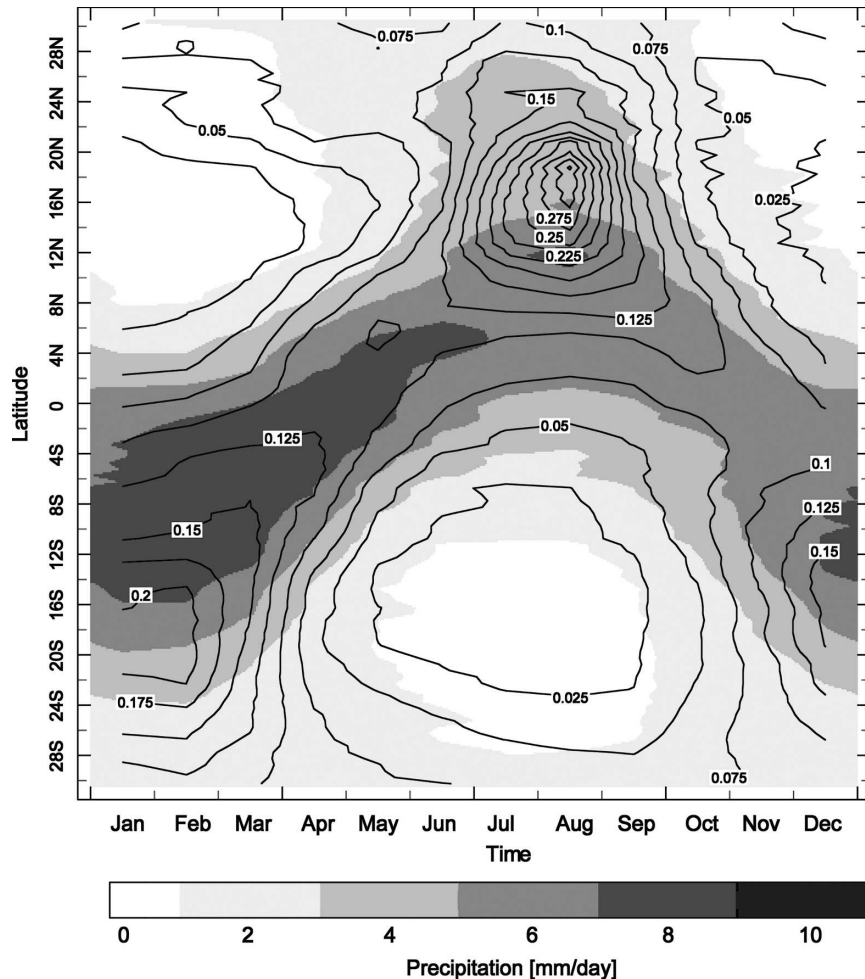 28N
24N
20N
16N
12N
8N
4N
0
4S
8S
12S
16S
20S
24S
28S
Latitude
0.075
0.1
0.075
0.15
0.05
0.05
0.025
0.275
0.25
0.225
0.125
0.125
0.05
0.1
0.125
0.15
0.15
0.2
0.175
0.025
0.075
Jan Feb Mar Apr May Jun Jul Aug Sep Oct Nov Dec
Time
0 2 4 6 8 10
Precipitation [mm/day]